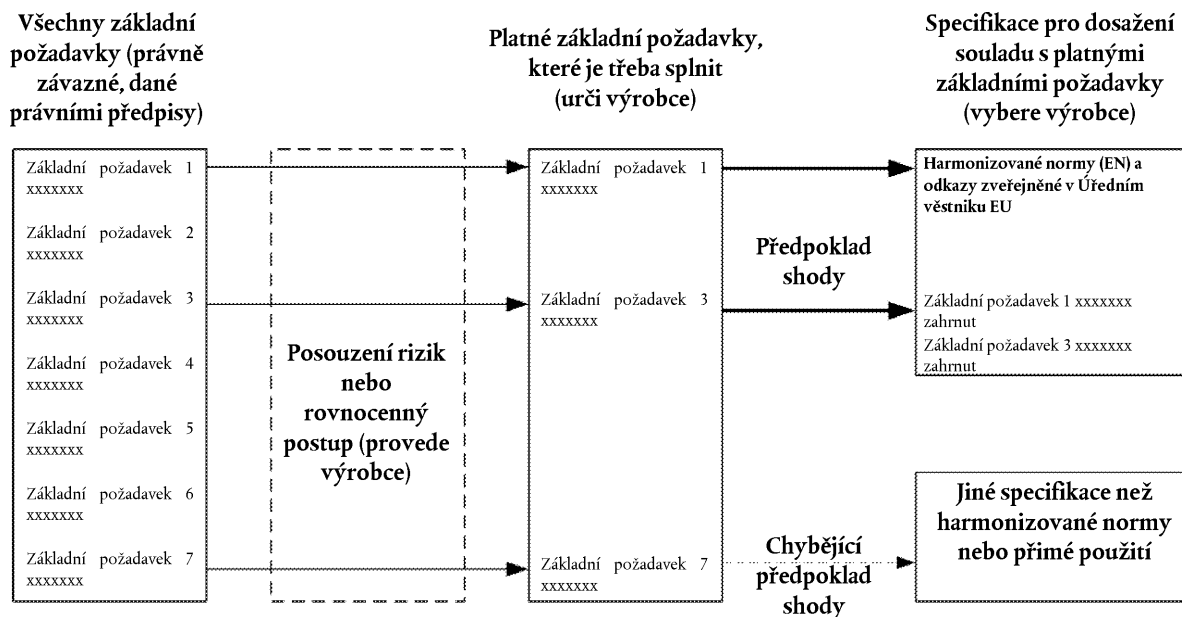 Všechny základní
požadavky (právně
závazné, dané
právními předpisy)
Platné základní požadavky,
které je třeba splnit
(urči výrobce)
Specifikace pro dosažení
souladu s platnými
základními požadavky
(vybere výrobce)
Základní požadavek 1
xxxxxxx
Základní požadavek 2
xxxxxxx
Základní požadavek 3
xxxxxxx
Základní požadavek 4
xxxxxxx
Základní požadavek 5
xxxxxxx
Základní požadavek 6
xxxxxxx
Základní požadavek 7
xxxxxxx
Posouzení rizik
nebo
rovnocenný
postup (provede
výrobce)
Základní požadavek 1
xxxxxxx
Základní požadavek 3
xxxxxxx
Základní požadavek 7
xxxxxxx
Předpoklad
shody
Chybějící
předpoklad
shody
Harmonizované normy (EN) a
odkazy zveřejněné v Úředním
věstniku EU
Základní požadavek 1 xxxxxxx
zahrnut
Základní požadavek 3 xxxxxxx
zahrnut
Jiné specifikace než
harmonizované normy
nebo přimé použití